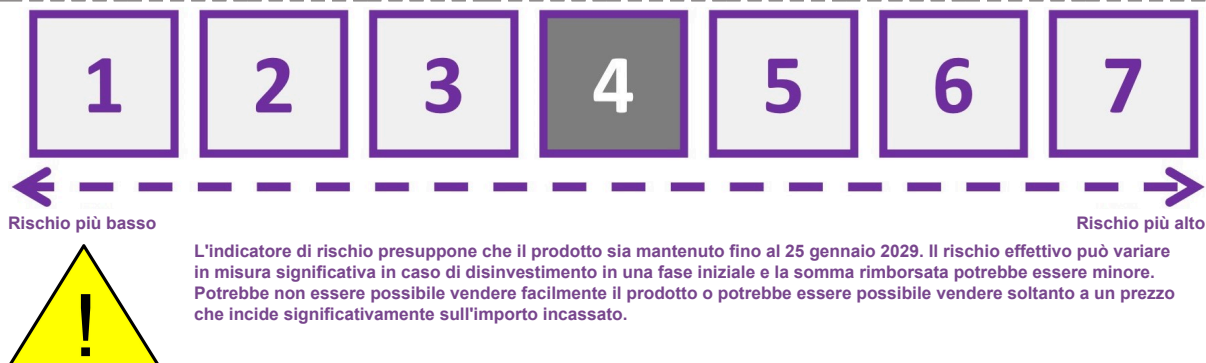 1 2 3 4 5 6 7
Rischio più basso Rischio più alto
L'indicatore di rischio presuppone che il prodotto sia mantenuto fino al 25 gennaio 2029. Il rischio effettivo può variare
in misura significativa in caso di disinvestimento in una fase iniziale e la somma rimborsata potrebbe essere minore.
Potrebbe non essere possibile vendere facilmente il prodotto o potrebbe essere possibile vendere soltanto a un prezzo
che incide significativamente sull'importo incassato.
!